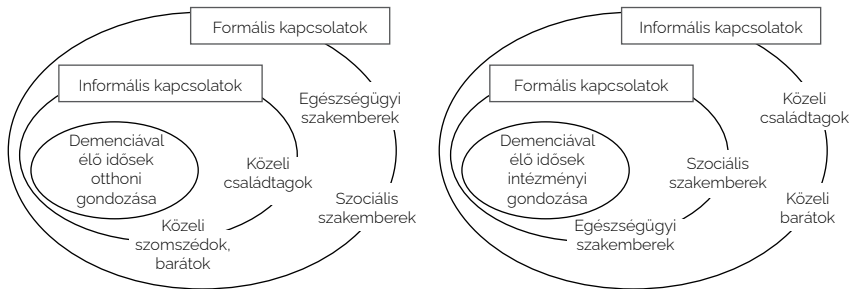 Formális kapcsolatok
Informális kapcsolatok
Egészségügyi
szakemberek
Demenciával
élő idősek
otthoni
gondozása
Közeli
családtagok
Szociális
szakemberek
Közeli
szomszédok,
barátok
Informális kapcsolatok
Formális kapcsolatok
Közeli
családtagok
Demenciával
élő idősek
intézményi
gondozása
Szociális
szakemberek
Közeli
barátok
Egészségügyi
szakemberek